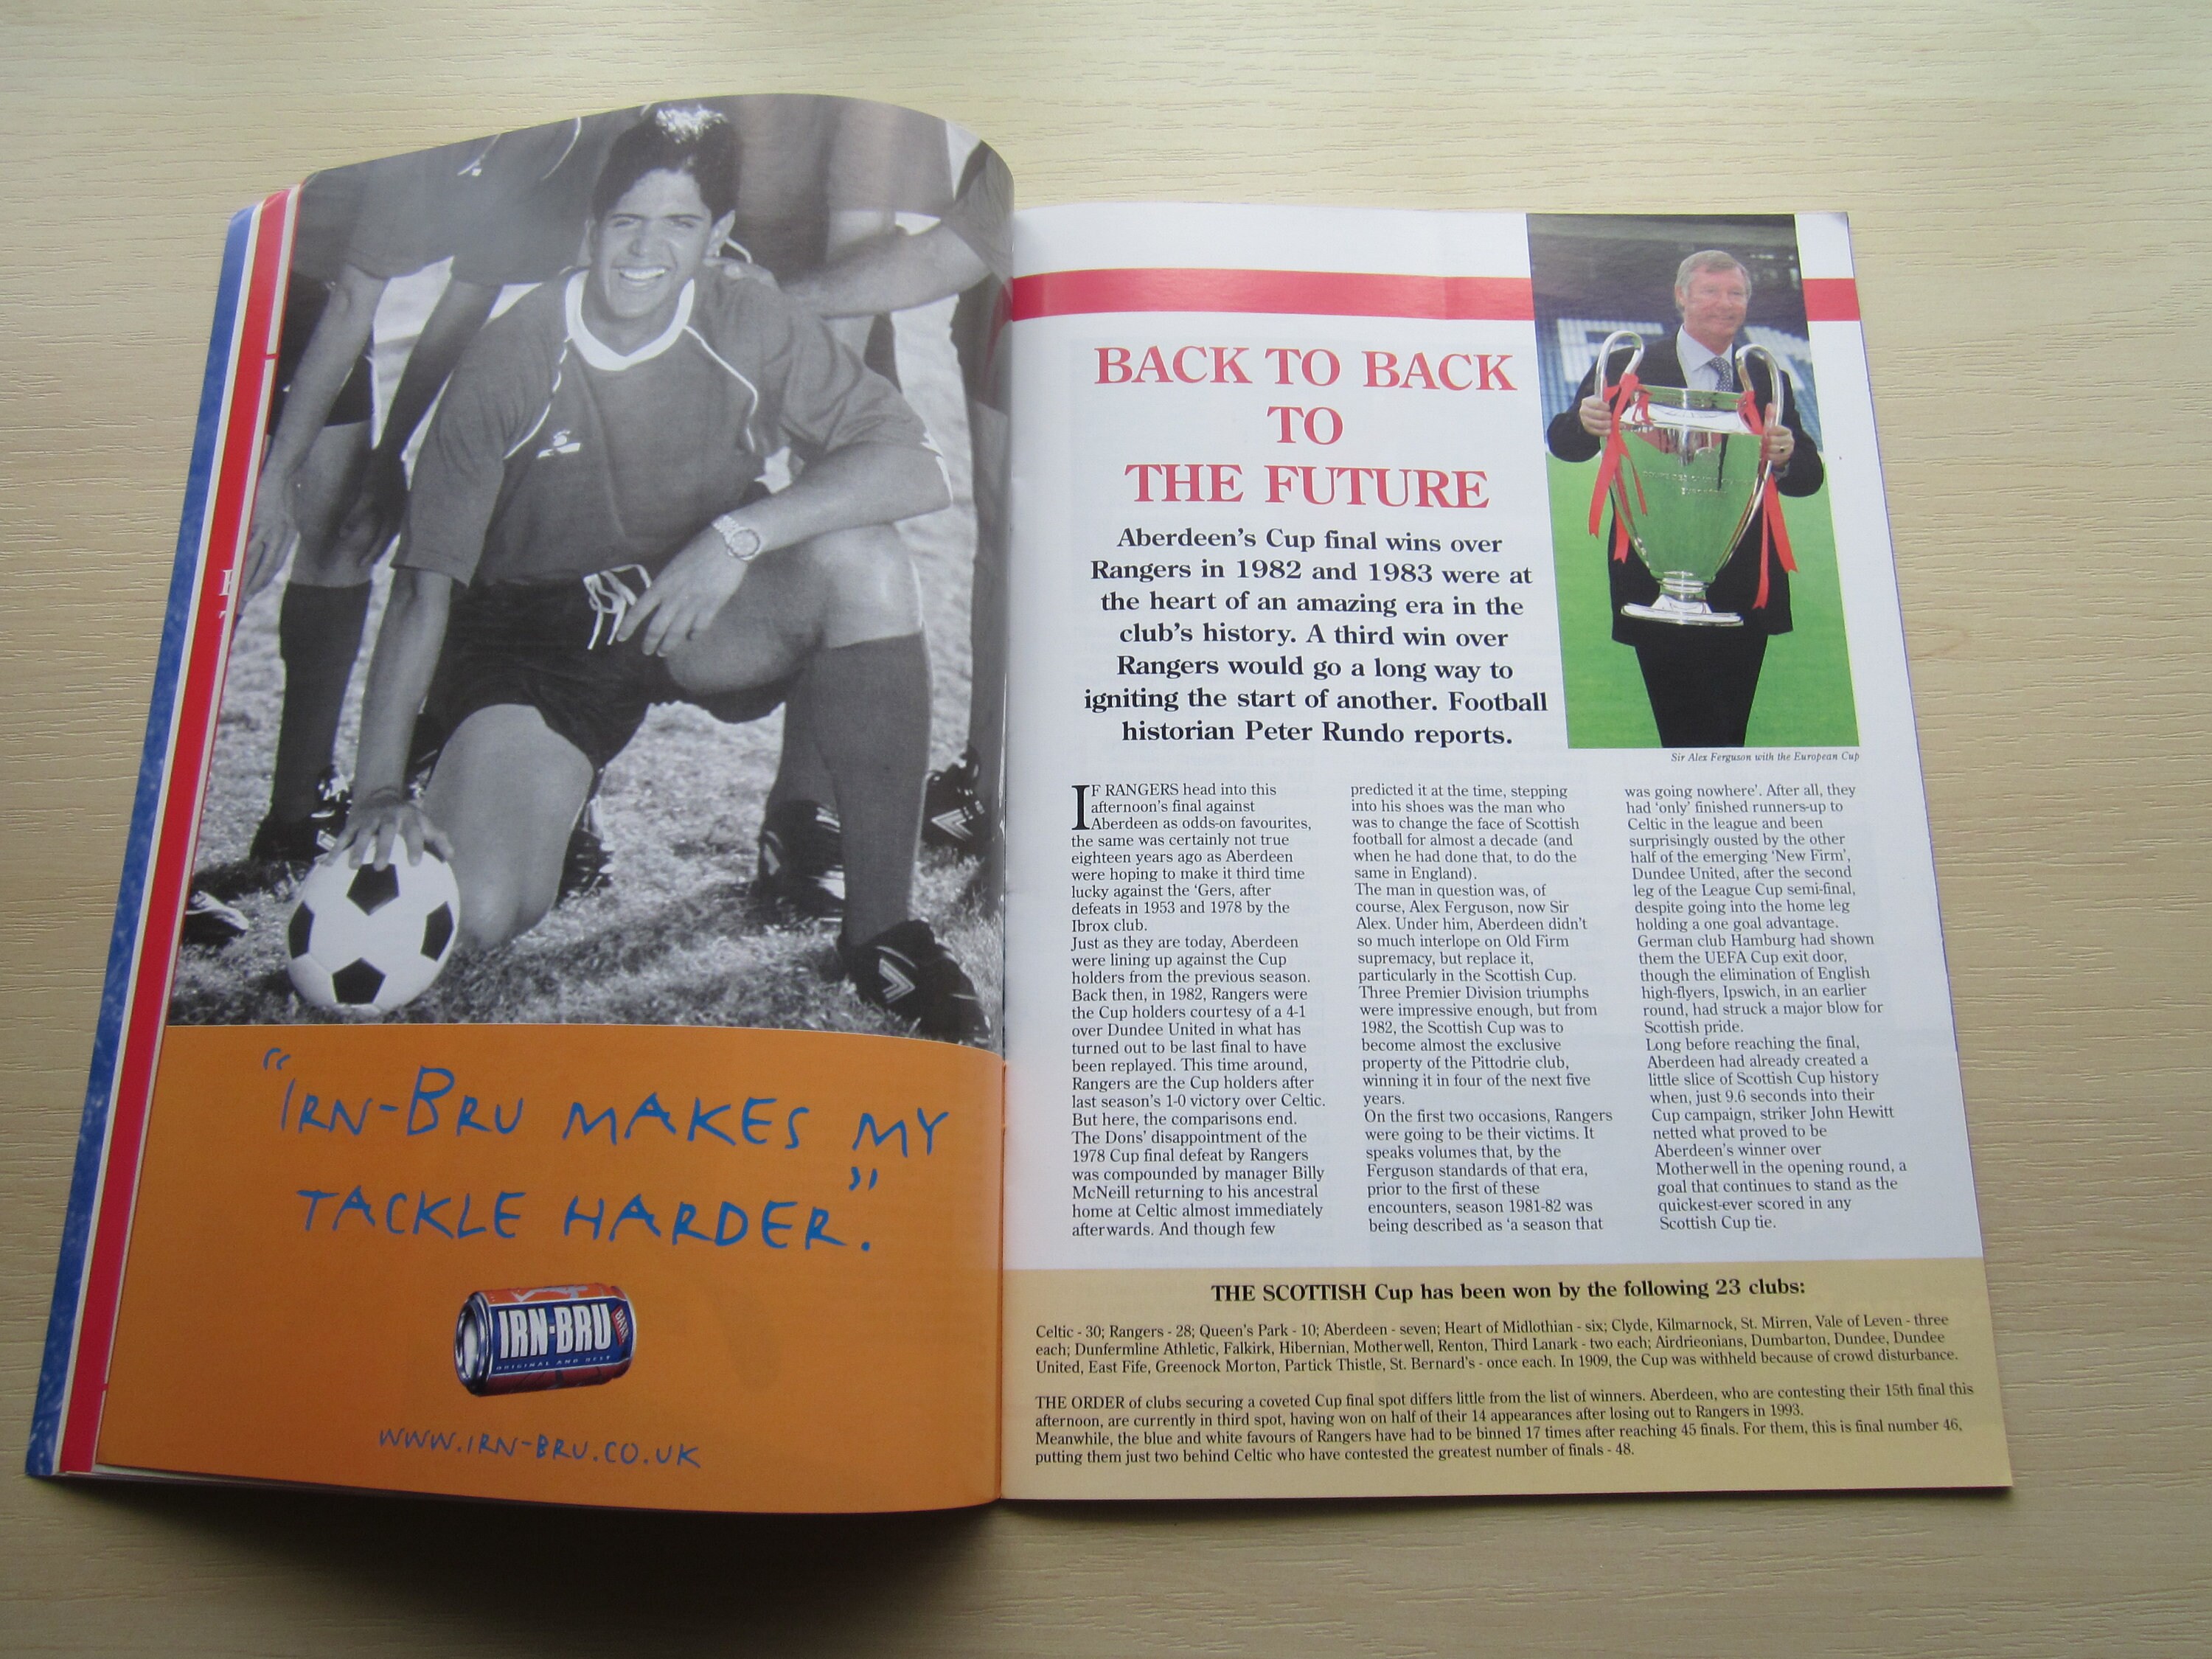 "IRN-BRU MAKES MY
TACKLE HARDER."
IRN-BRU
BARR
ORIGINAL AND BEST
WWW.IRN-BRU.CO.UK
BACK TO BACK
TO
THE FUTURE
Aberdeen's Cup final wins over
Rangers in 1982 and 1983 were at
the heart of an amazing era in the
club's history. A third win over
Rangers would go a long way to
igniting the start of another. Football
historian Peter Rundo reports.
Sir Alex Ferguson with the European Cup
IF RANGERS head into this
afternoon's final against
Aberdeen as odds-on favourites,
the same was certainly not true
eighteen years ago as Aberdeen
were hoping to make it third time
lucky against the 'Gers, after
defeats in 1953 and 1978 by the
Ibrox club.
Just as they are today, Aberdeen
were lining up against the Cup
holders from the previous season.
Back then, in 1982, Rangers were
the Cup holders courtesy of a 4-1
over Dundee United in what has
turned out to be last final to have
been replayed. This time around,
Rangers are the Cup holders after
last season's 1-0 victory over Celtic.
But here, the comparisons end.
The Dons' disappointment of the
1978 Cup final defeat by Rangers
was compounded by manager Billy
McNeill returning to his ancestral
home at Celtic almost immediately
afterwards. And though few
predicted it at the time, stepping
into his shoes was the man who
was to change the face of Scottish
football for almost a decade (and
when he had done that, to do the
same in England).
The man in question was, of
course, Alex Ferguson, now Sir
Alex. Under him, Aberdeen didn't
so much interlope on Old Firm
supremacy, but replace it,
particularly in the Scottish Cup.
Three Premier Division triumphs
were impressive enough, but from
1982, the Scottish Cup was to
become almost the exclusive
property of the Pittodrie club,
winning it in four of the next five
years.
On the first two occasions, Rangers
were going to be their victims. It
speaks volumes that, by the
Ferguson standards of that era,
prior to the first of these
encounters, season 1981-82 was
being described as 'a season that
was going nowhere'. After all, they
had 'only' finished runners-up to
Celtic in the league and been
surprisingly ousted by the other
half of the emerging 'New Firm',
Dundee United, after the second
leg of the League Cup semi-final,
despite going into the home leg
holding a one goal advantage.
German club Hamburg had shown
them the UEFA Cup exit door,
though the elimination of English
high-flyers, Ipswich, in an earlier
round, had struck a major blow for
Scottish pride.
Long before reaching the final,
Aberdeen had already created a
little slice of Scottish Cup history
when, just 9.6 seconds into their
Cup campaign, striker John Hewitt
netted what proved to be
Aberdeen's winner over
Motherwell in the opening round, a
goal that continues to stand as the
quickest-ever scored in any
Scottish Cup tie.
THE SCOTTISH Cup has been won by the following 23 clubs:
Celtic - 30; Rangers - 28; Queen's Park - 10; Aberdeen - seven; Heart of Midlothian - six; Clyde, Kilmarnock, St. Mirren, Vale of Leven - three
each; Dunfermline Athletic, Falkirk, Hibernian, Motherwell, Renton, Third Lanark - two each; Airdrieonians, Dumbarton, Dundee, Dundee
United, East Fife, Greenock Morton, Partick Thistle, St. Bernard's - once each. In 1909, the Cup was withheld because of crowd disturbance.
THE ORDER of clubs securing a coveted Cup final spot differs little from the list of winners. Aberdeen, who are contesting their 15th final this
afternoon, are currently in third spot, having won on half of their 14 appearances after losing out to Rangers in 1993.
Meanwhile, the blue and white favours of Rangers have had to be binned 17 times after reaching 45 finals. For them, this is final number 46,
putting them just two behind Celtic who have contested the greatest number of finals - 48.